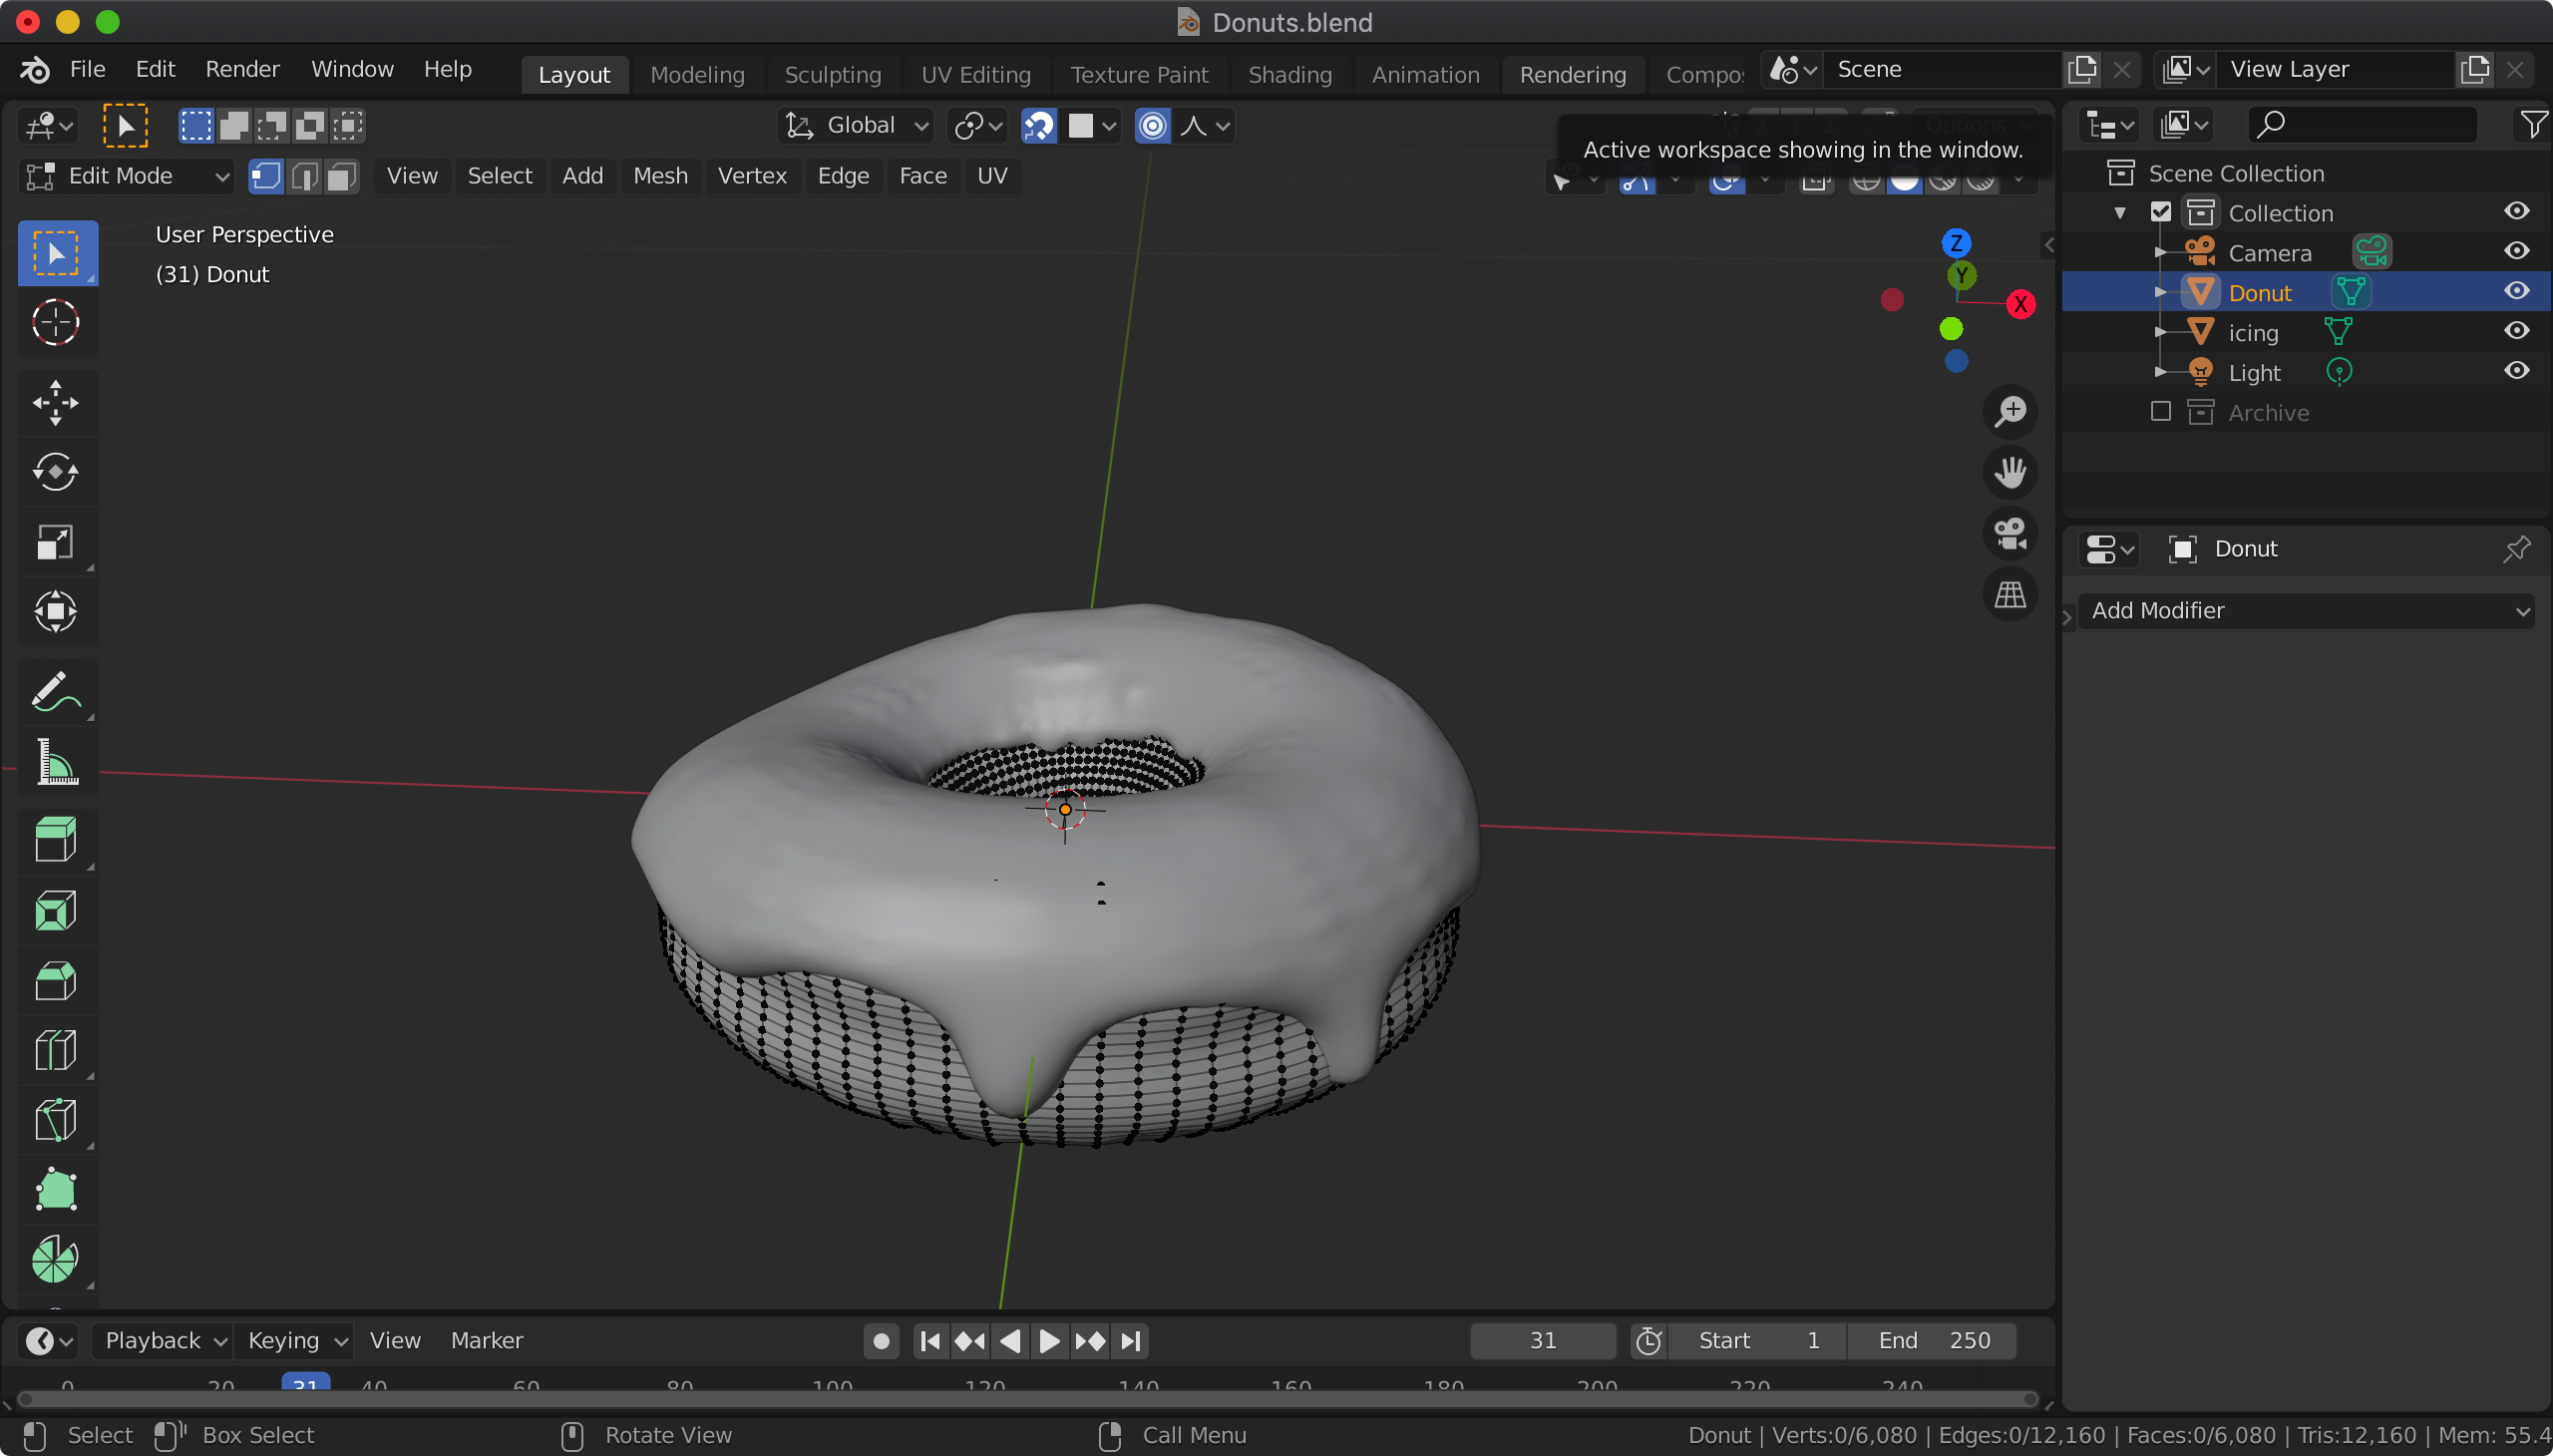 Donuts.blend
File Edit Render Window Help Layout Modeling Sculpting UV Editing Texture Paint Shading Animation Rendering Compo Scene View Layer
Global Options
Active workspace showing in the window.
Edit Mode View Select Add Mesh Vertex Edge Face UV
Scene Collection
Collection
Camera
Donut
icing
Light
Archive
User Perspective
(31) Donut
Z
Y
X
Donut
Add Modifier
Playback Keying View Marker 31 Start 1 End 250
0 20 31 40 60 80 100 120 140 160 180 200 220 240
Select Box Select Rotate View Call Menu Donut | Verts:0/6,080 | Edges:0/12,160 | Faces:0/6,080 | Tris:12,160 | Mem: 55.4